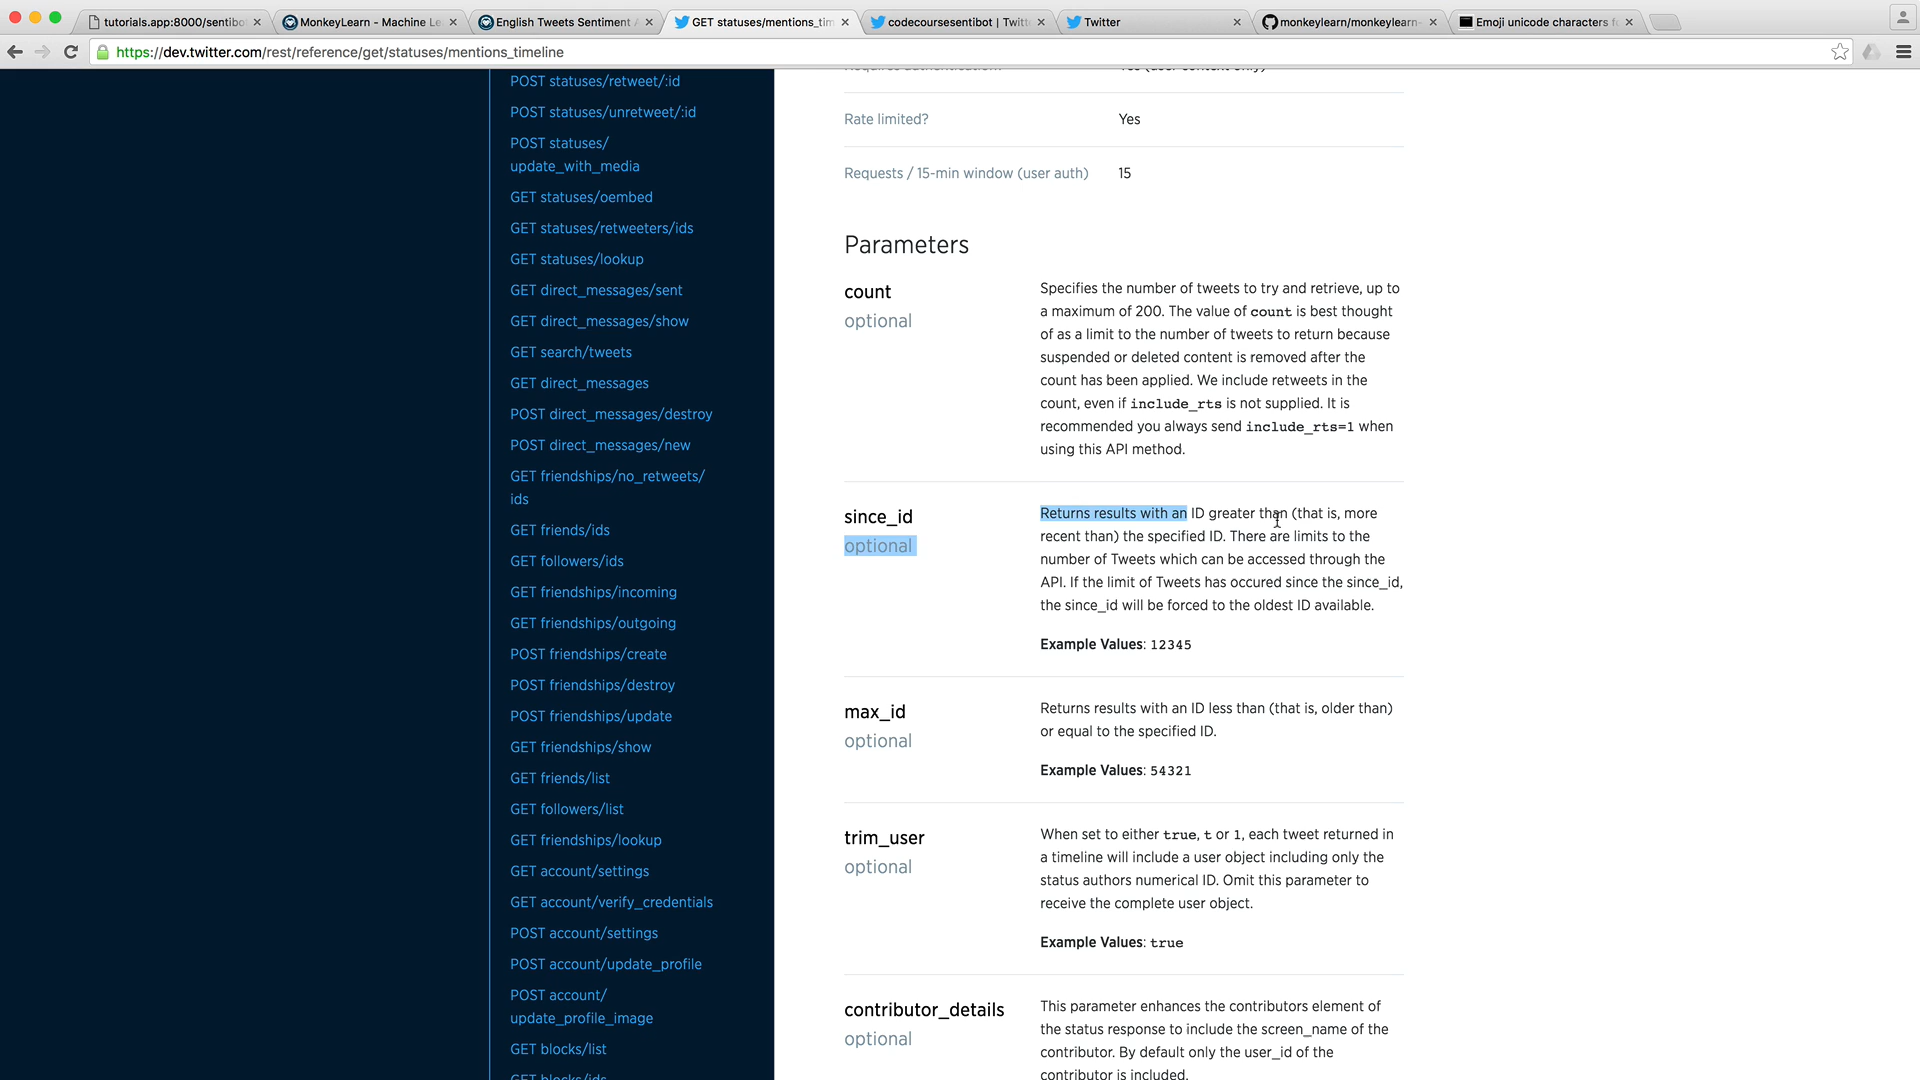 tutorials.app:8000/sentibo
MonkeyLearn - Machine Le
English Tweets Sentiment A
GET statuses/mentions_tim
codecoursesentibot | Twitt
Twitter
monkeylearn/monkeylearn-
Emoji unicode characters f
https://dev.twitter.com/rest/reference/get/statuses/mentions_timeline
POST statuses/retweet/:id
POST statuses/unretweet/:id
POST statuses/
update_with_media
GET statuses/oembed
GET statuses/retweeters/ids
GET statuses/lookup
GET direct_messages/sent
GET direct_messages/show
GET search/tweets
GET direct_messages
POST direct_messages/destroy
POST direct_messages/new
GET friendships/no_retweets/
ids
GET friends/ids
GET followers/ids
GET friendships/incoming
GET friendships/outgoing
POST friendships/create
POST friendships/destroy
POST friendships/update
GET friendships/show
GET friends/list
GET followers/list
GET friendships/lookup
GET account/settings
GET account/verify_credentials
POST account/settings
POST account/update_profile
POST account/
update_profile_image
GET blocks/list
GET blocks/ids
Requires authentication? Yes (user context only)
Rate limited? Yes
Requests / 15-min window (user auth) 15
Parameters
count
optional
Specifies the number of tweets to try and retrieve, up to
a maximum of 200. The value of count is best thought
of as a limit to the number of tweets to return because
suspended or deleted content is removed after the
count has been applied. We include retweets in the
count, even if include_rts is not supplied. It is
recommended you always send include_rts=1 when
using this API method.
since_id
optional
Returns results with an ID greater than (that is, more
recent than) the specified ID. There are limits to the
number of Tweets which can be accessed through the
API. If the limit of Tweets has occured since the since_id,
the since_id will be forced to the oldest ID available.
Example Values: 12345
max_id
optional
Returns results with an ID less than (that is, older than)
or equal to the specified ID.
Example Values: 54321
trim_user
optional
When set to either true, t or 1, each tweet returned in
a timeline will include a user object including only the
status authors numerical ID. Omit this parameter to
receive the complete user object.
Example Values: true
contributor_details
optional
This parameter enhances the contributors element of
the status response to include the screen_name of the
contributor. By default only the user_id of the
contributor is included.